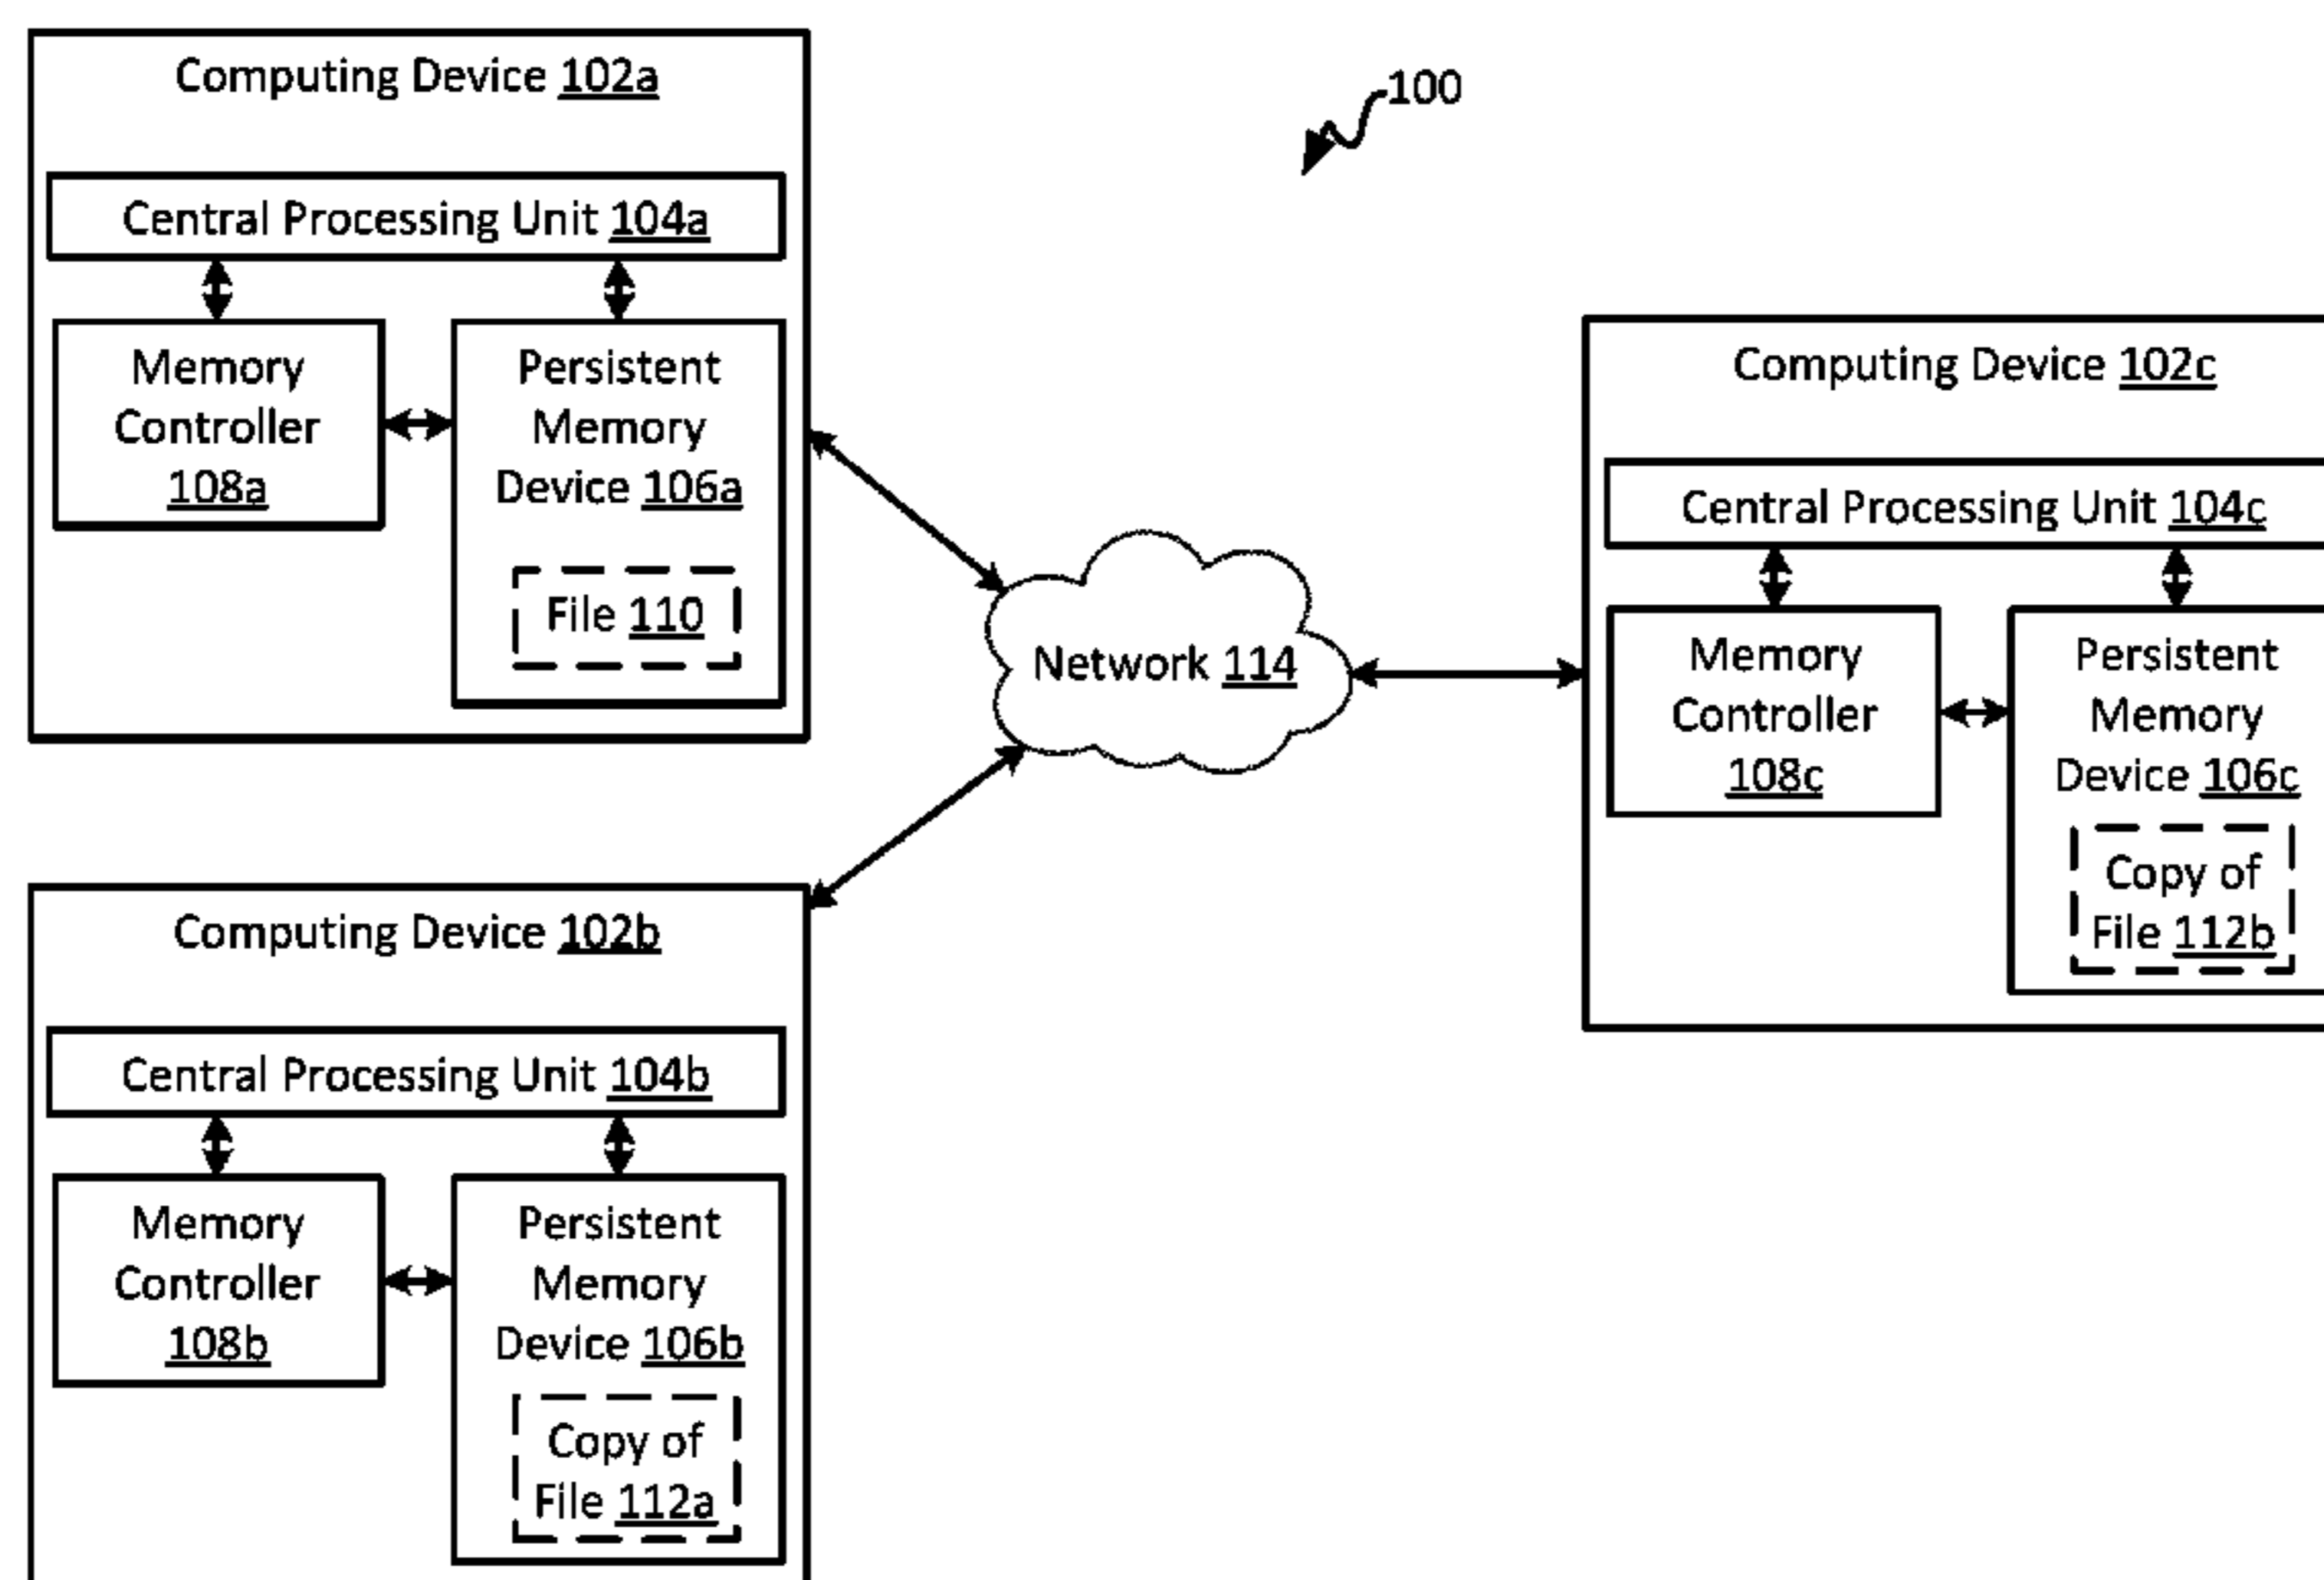 Computing Device 102a
Central Processing Unit 104a
Memory
Controller
108a
Persistent
Memory
Device 106a
File 110
100
Network 114
Computing Device 102c
Central Processing Unit 104c
Memory
Controller
108c
Persistent
Memory
Device 106c
Copy of
File 112b
Computing Device 102b
Central Processing Unit 104b
Memory
Controller
108b
Persistent
Memory
Device 106b
Copy of
File 112a